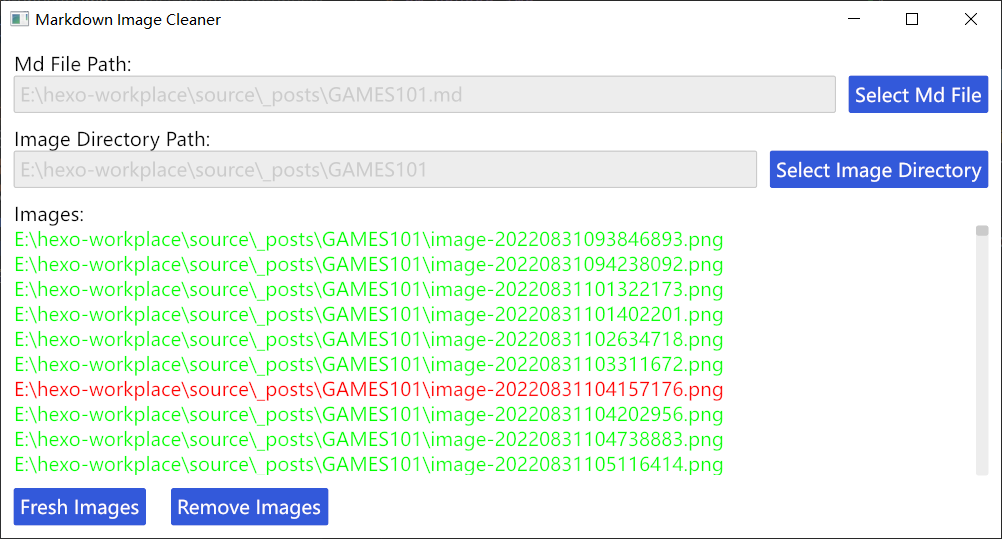 Markdown Image Cleaner
Md File Path:
E:\hexo-workplace\source\_posts\GAMES101.md
Select Md File
Image Directory Path:
E:\hexo-workplace\source\_posts\GAMES101
Select Image Directory
Images:
E:\hexo-workplace\source\_posts\GAMES101\image-20220831093846893.png
E:\hexo-workplace\source\_posts\GAMES101\image-20220831094238092.png
E:\hexo-workplace\source\_posts\GAMES101\image-20220831101322173.png
E:\hexo-workplace\source\_posts\GAMES101\image-20220831101402201.png
E:\hexo-workplace\source\_posts\GAMES101\image-20220831102634718.png
E:\hexo-workplace\source\_posts\GAMES101\image-20220831103311672.png
E:\hexo-workplace\source\_posts\GAMES101\image-20220831104157176.png
E:\hexo-workplace\source\_posts\GAMES101\image-20220831104202956.png
E:\hexo-workplace\source\_posts\GAMES101\image-20220831104738883.png
E:\hexo-workplace\source\_posts\GAMES101\image-20220831105116414.png
Fresh Images
Remove Images